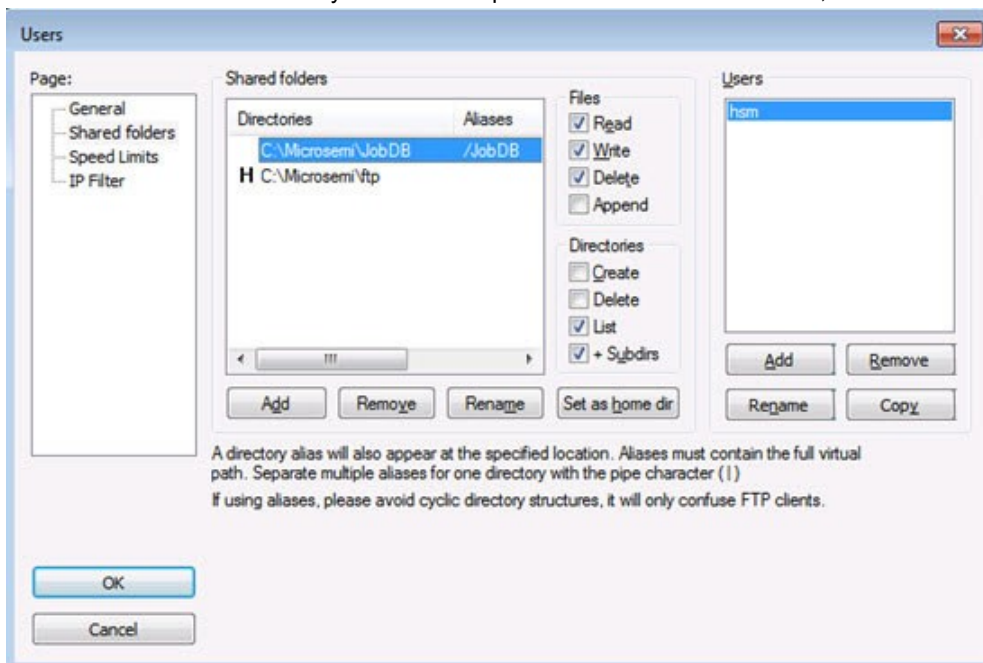 Users
Page:
General
Shared folders
Speed Limits
IP Filter
Shared folders
Directories Aliases
C:\Microsemi\JobDB /JobDB
H C:\Microsemi\ftp
Files
Read
Write
Delete
Append
Directories
Create
Delete
List
+ Subdirs
Add Remove Rename Set as home dir
Users
hsm
Add Remove
Rename Copy
A directory alias will also appear at the specified location. Aliases must contain the full virtual
path. Separate multiple aliases for one directory with the pipe character (|)
If using aliases, please avoid cyclic directory structures, it will only confuse FTP clients.
OK
Cancel